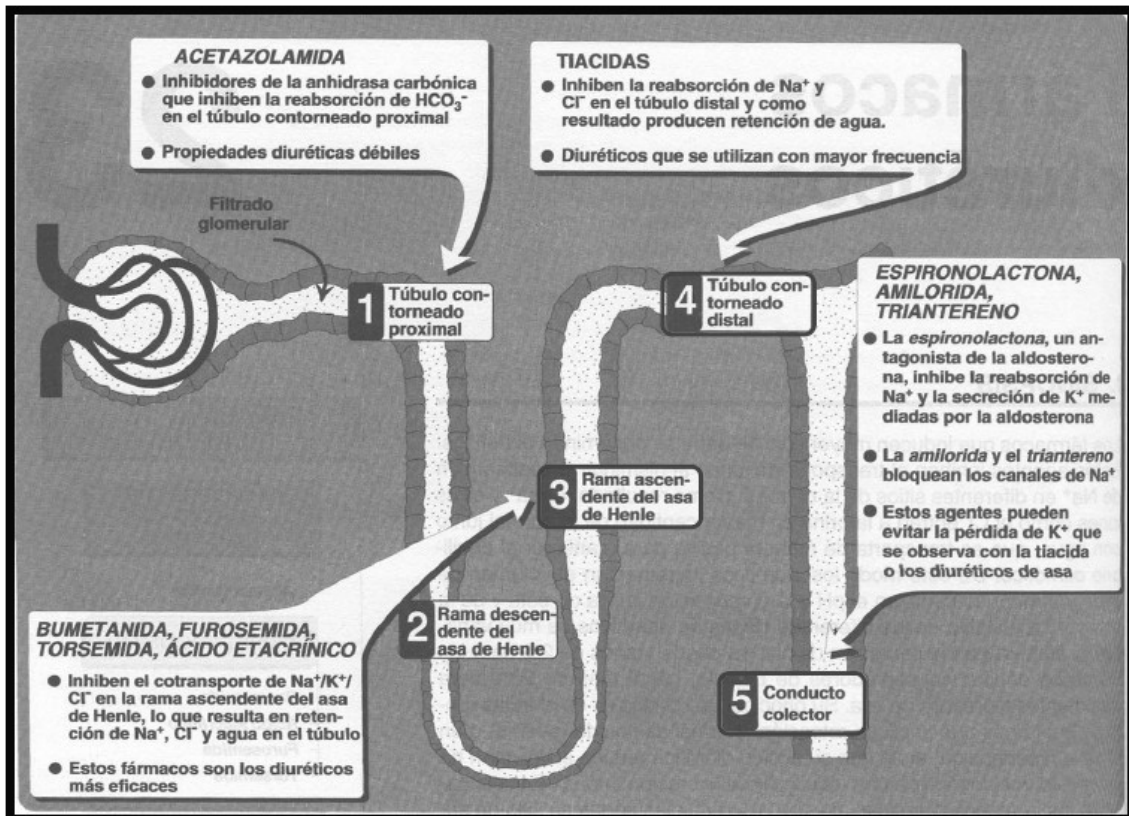 ACETAZOLAMIDA
● Inhibidores de la anhidrasa carbónica
que inhiben la reabsorción de HCO₃⁻
en el túbulo contorneado proximal
● Propiedades diuréticas débiles
TIACIDAS
● Inhiben la reabsorción de Na⁺ y
Cl⁻ en el túbulo distal y como
resultado producen retención de agua.
● Diuréticos que se utilizan con mayor frecuencia
Filtrado
glomerular
1 Túbulo con-
torneado
proximal
4 Túbulo con-
torneado
distal
ESPIRONOLACTONA,
AMILORIDA,
TRIANTERENO
● La espironolactona, un an-
tagonista de la aldostero-
na, inhibe la reabsorción de
Na⁺ y la secreción de K⁺ me-
diadas por la aldosterona
● La amilorida y el triantereno
bloquean los canales de Na⁺
● Estos agentes pueden
evitar la pérdida de K⁺ que
se observa con la tiacida
o los diuréticos de asa
3 Rama ascen-
dente del asa
de Henle
2 Rama descen-
dente del
asa de Henle
BUMETANIDA, FUROSEMIDA,
TORSEMIDA, ÁCIDO ETACRÍNICO
● Inhiben el cotransporte de Na⁺/K⁺/
Cl⁻ en la rama ascendente del asa
de Henle, lo que resulta en reten-
ción de Na⁺, Cl⁻ y agua en el túbulo
● Estos fármacos son los diuréticos
más eficaces
5 Conducto
colector